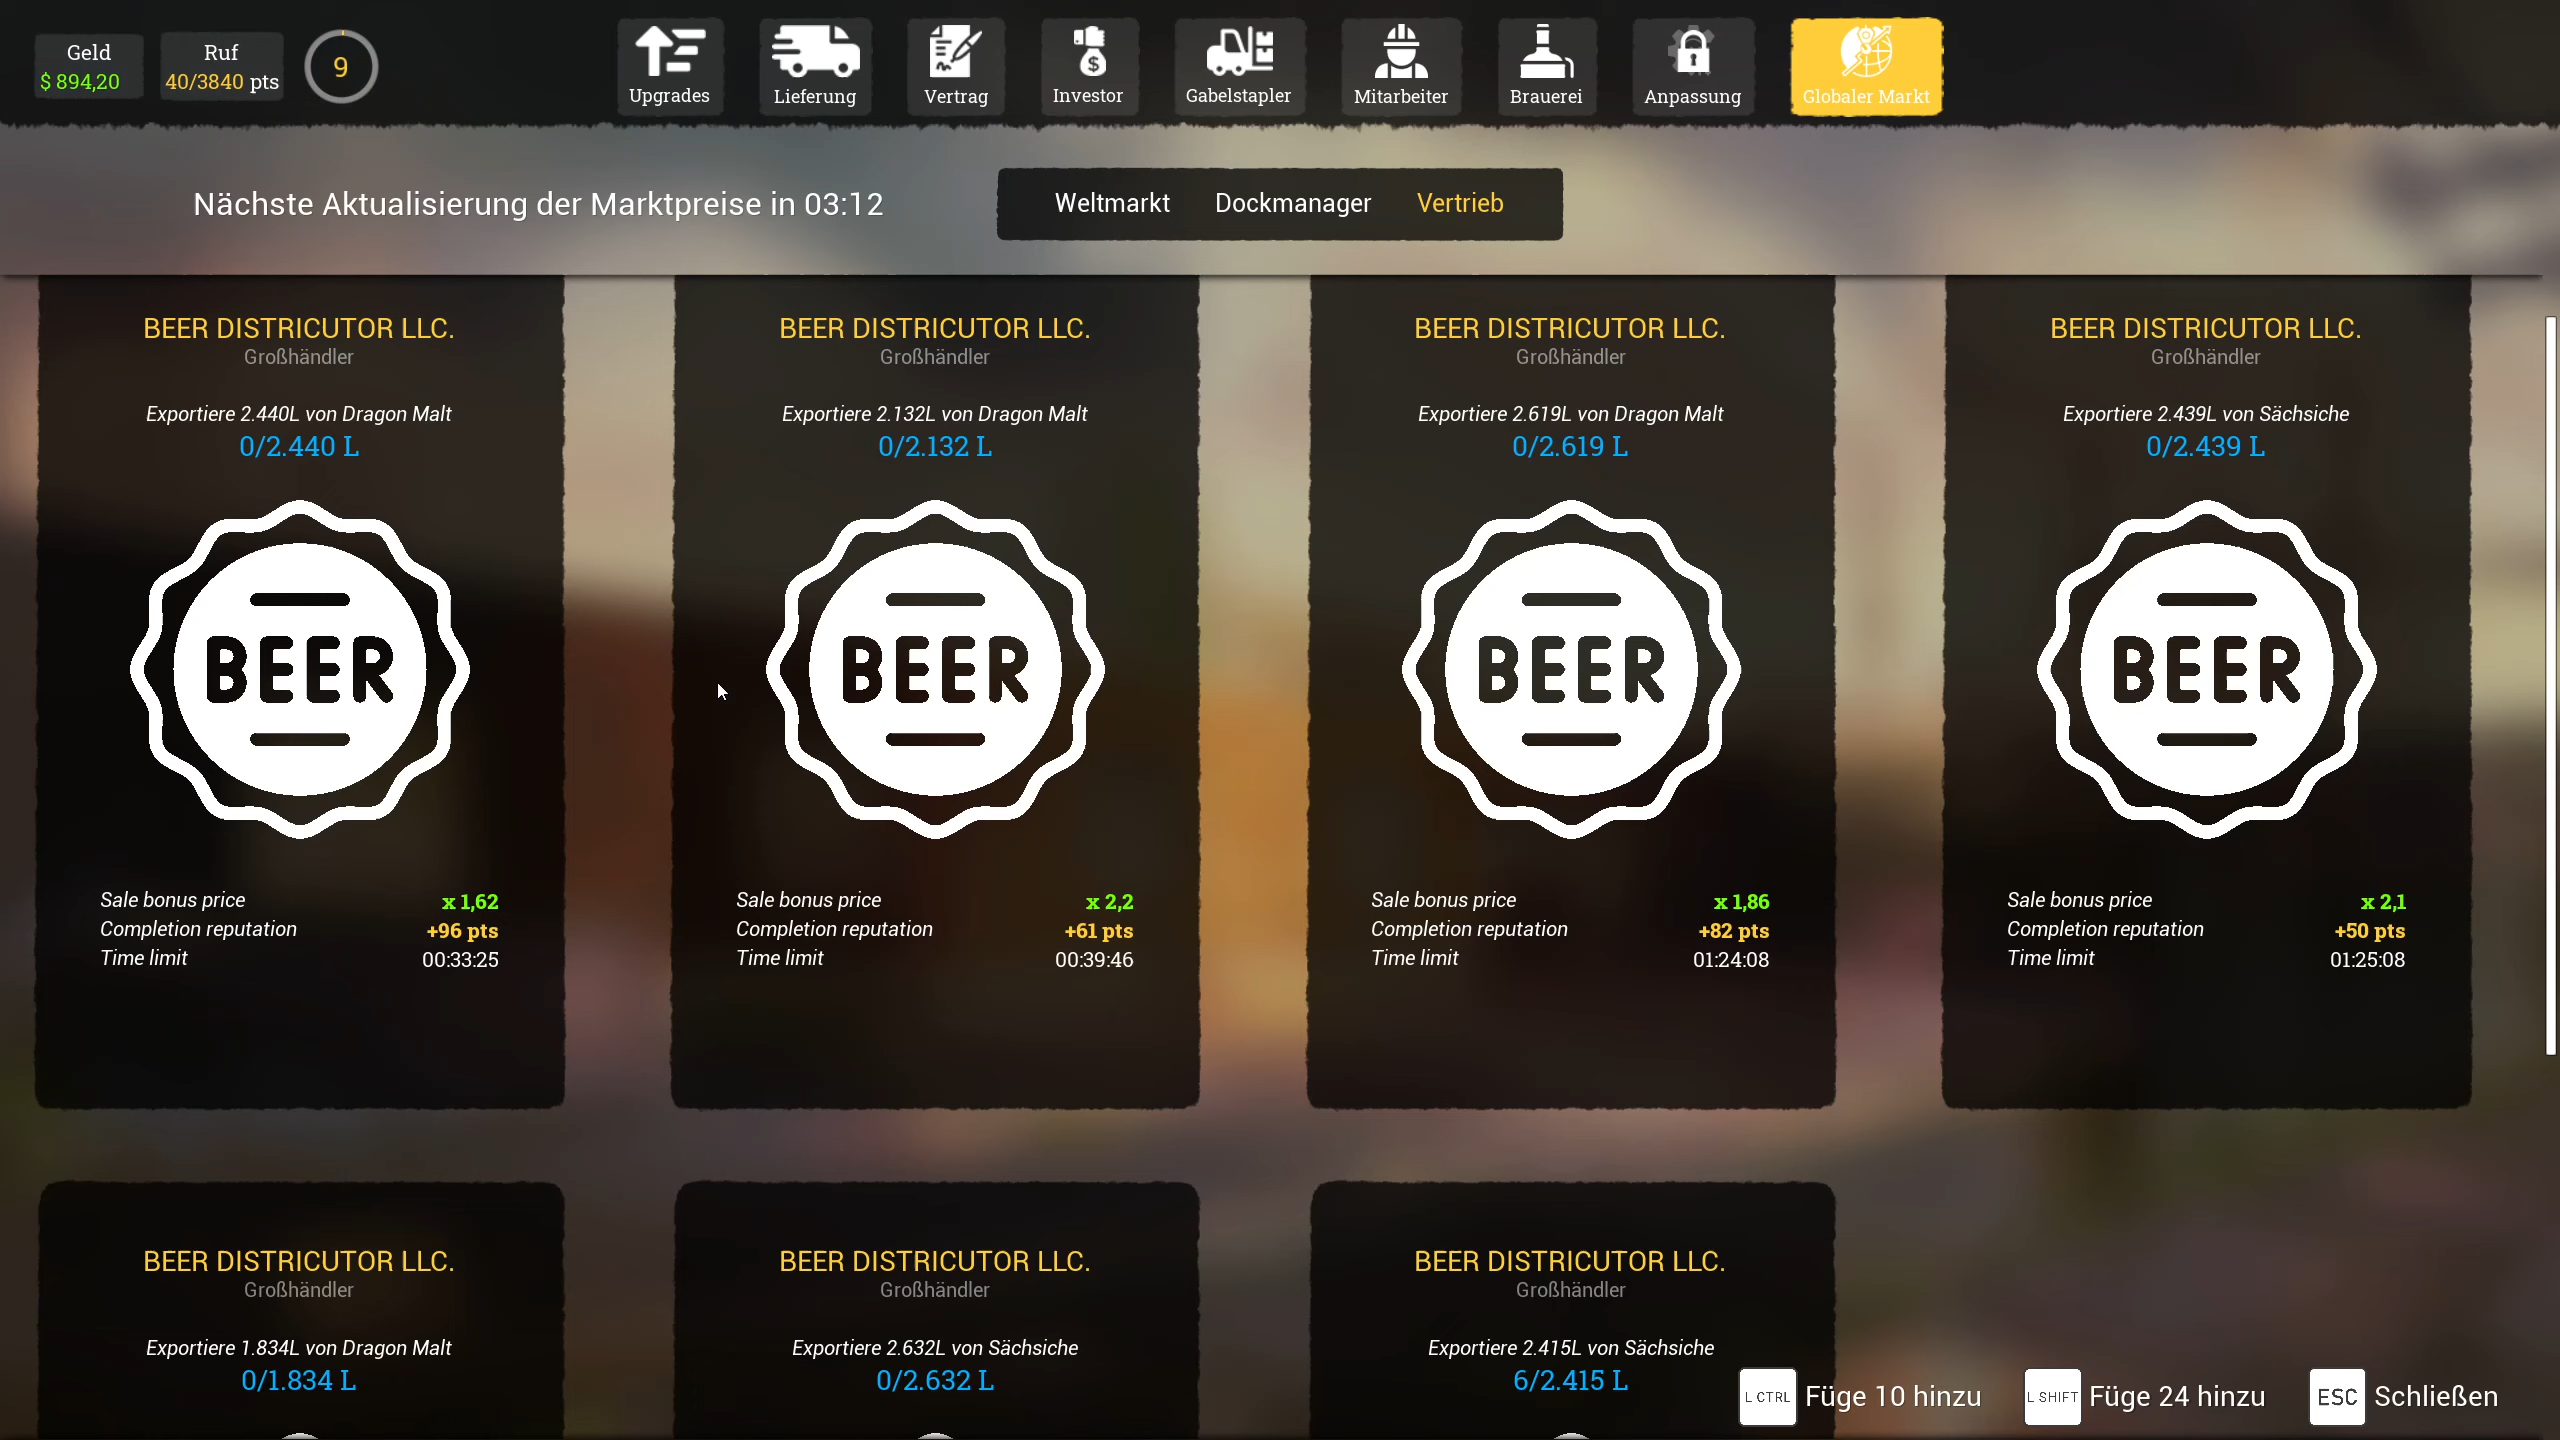 Geld
$ 894,20
Ruf
40/3840 pts
9
Upgrades
Lieferung
Vertrag
Investor
Gabelstapler
Mitarbeiter
Brauerei
Anpassung
Globaler Markt
Nächste Aktualisierung der Marktpreise in 03:12
Weltmarkt
Dockmanager
Vertrieb
BEER DISTRICUTOR LLC.
Großhändler
Exportiere 2.440L von Dragon Malt
0/2.440 L
BEER
Sale bonus price x 1,62
Completion reputation +96 pts
Time limit 00:33:25
BEER DISTRICUTOR LLC.
Großhändler
Exportiere 2.132L von Dragon Malt
0/2.132 L
BEER
Sale bonus price x 2,2
Completion reputation +61 pts
Time limit 00:39:46
BEER DISTRICUTOR LLC.
Großhändler
Exportiere 2.619L von Dragon Malt
0/2.619 L
BEER
Sale bonus price x 1,86
Completion reputation +82 pts
Time limit 01:24:08
BEER DISTRICUTOR LLC.
Großhändler
Exportiere 2.439L von Sächsiche
0/2.439 L
BEER
Sale bonus price x 2,1
Completion reputation +50 pts
Time limit 01:25:08
BEER DISTRICUTOR LLC.
Großhändler
Exportiere 1.834L von Dragon Malt
0/1.834 L
BEER DISTRICUTOR LLC.
Großhändler
Exportiere 2.632L von Sächsiche
0/2.632 L
BEER DISTRICUTOR LLC.
Großhändler
Exportiere 2.415L von Sächsiche
6/2.415 L
L CTRL Füge 10 hinzu
L SHIFT Füge 24 hinzu
ESC Schließen